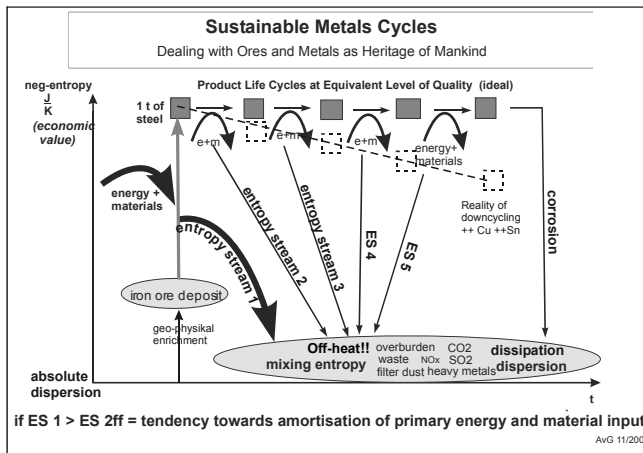 Sustainable Metals Cycles
Dealing with Ores and Metals as Heritage of Mankind
neg-entropy
J
K
(economic
value)
Product Life Cycles at Equivalent Level of Quality (ideal)
1 t of
steel
e+m
e+m
e+m
energy+
materials
energy +
materials
entropy stream 1
entropy stream 2
entropy stream 3
ES 4
ES 5
Reality of
downcycling
++ Cu ++Sn
corrosion
iron ore deposit
geo-physikal
enrichment
Off-heat!!
mixing entropy
overburden CO2
waste NOx SO2
filter dust heavy metals
dissipation
dispersion
absolute
dispersion
t
if ES 1 > ES 2ff = tendency towards amortisation of primary energy and material input
AvG 11/200